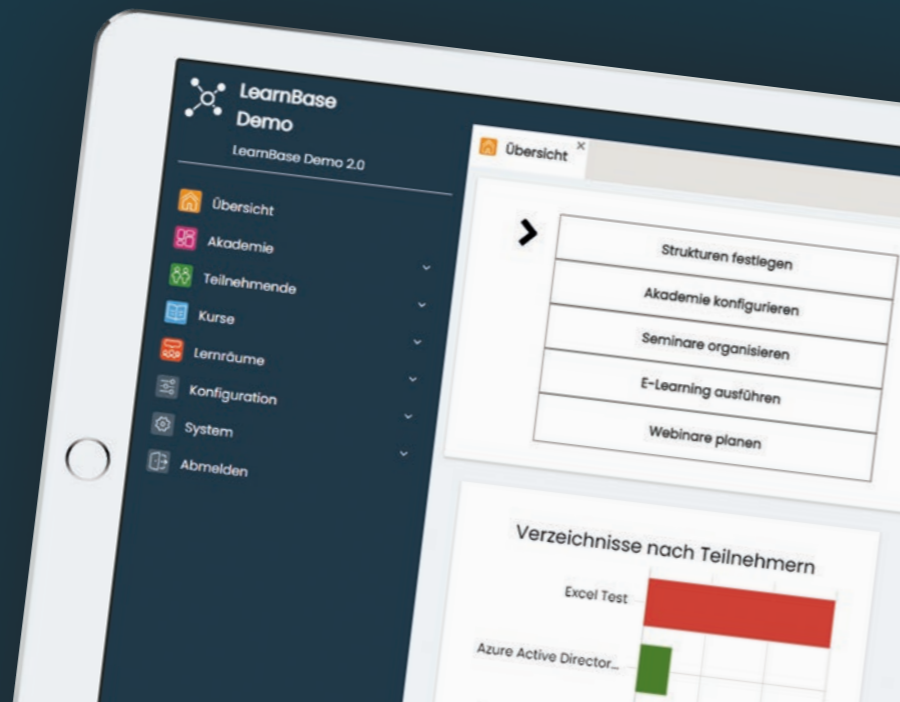 LearnBase
Demo
LearnBase Demo 2.0
Übersicht
Akademie
Teilnehmende
Kurse
Lernräume
Konfiguration
System
Abmelden
Übersicht
Strukturen festlegen
Akademie konfigurieren
Seminare organisieren
E-Learning ausführen
Webinare planen
Verzeichnisse nach Teilnehmern
Excel Test
Azure Active Director...